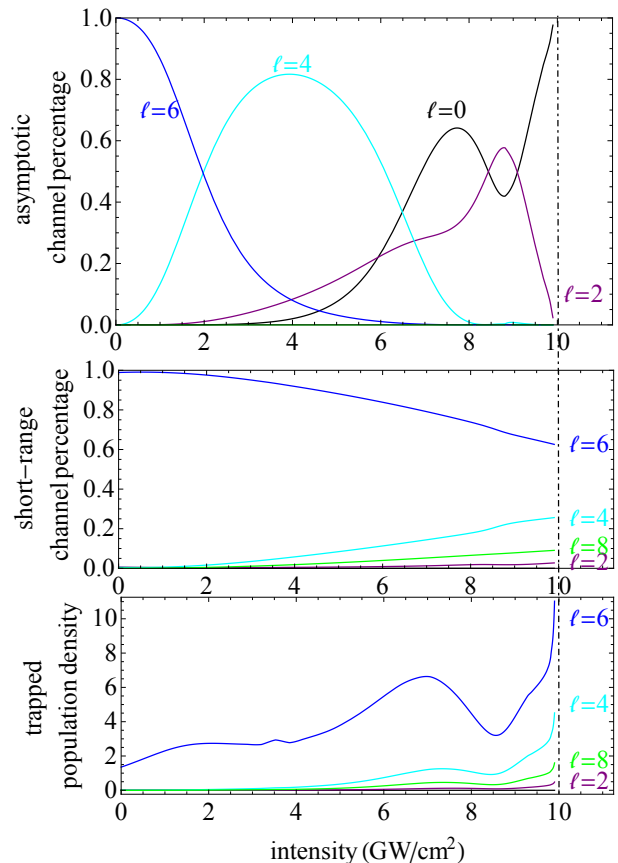 1.0
0.8
0.6
0.4
0.2
0.0
asymptotic
channel percentage
ℓ=6
ℓ=4
ℓ=0
ℓ=2
0 2 4 6 8 10
1.0
0.8
0.6
0.4
0.2
0.0
short-range
channel percentage
ℓ=6
ℓ=4
ℓ=8
ℓ=2
0 2 4 6 8 10
10
8
6
4
2
0
trapped
population density
ℓ=6
ℓ=4
ℓ=8
ℓ=2
0 2 4 6 8 10
intensity (GW/cm²)